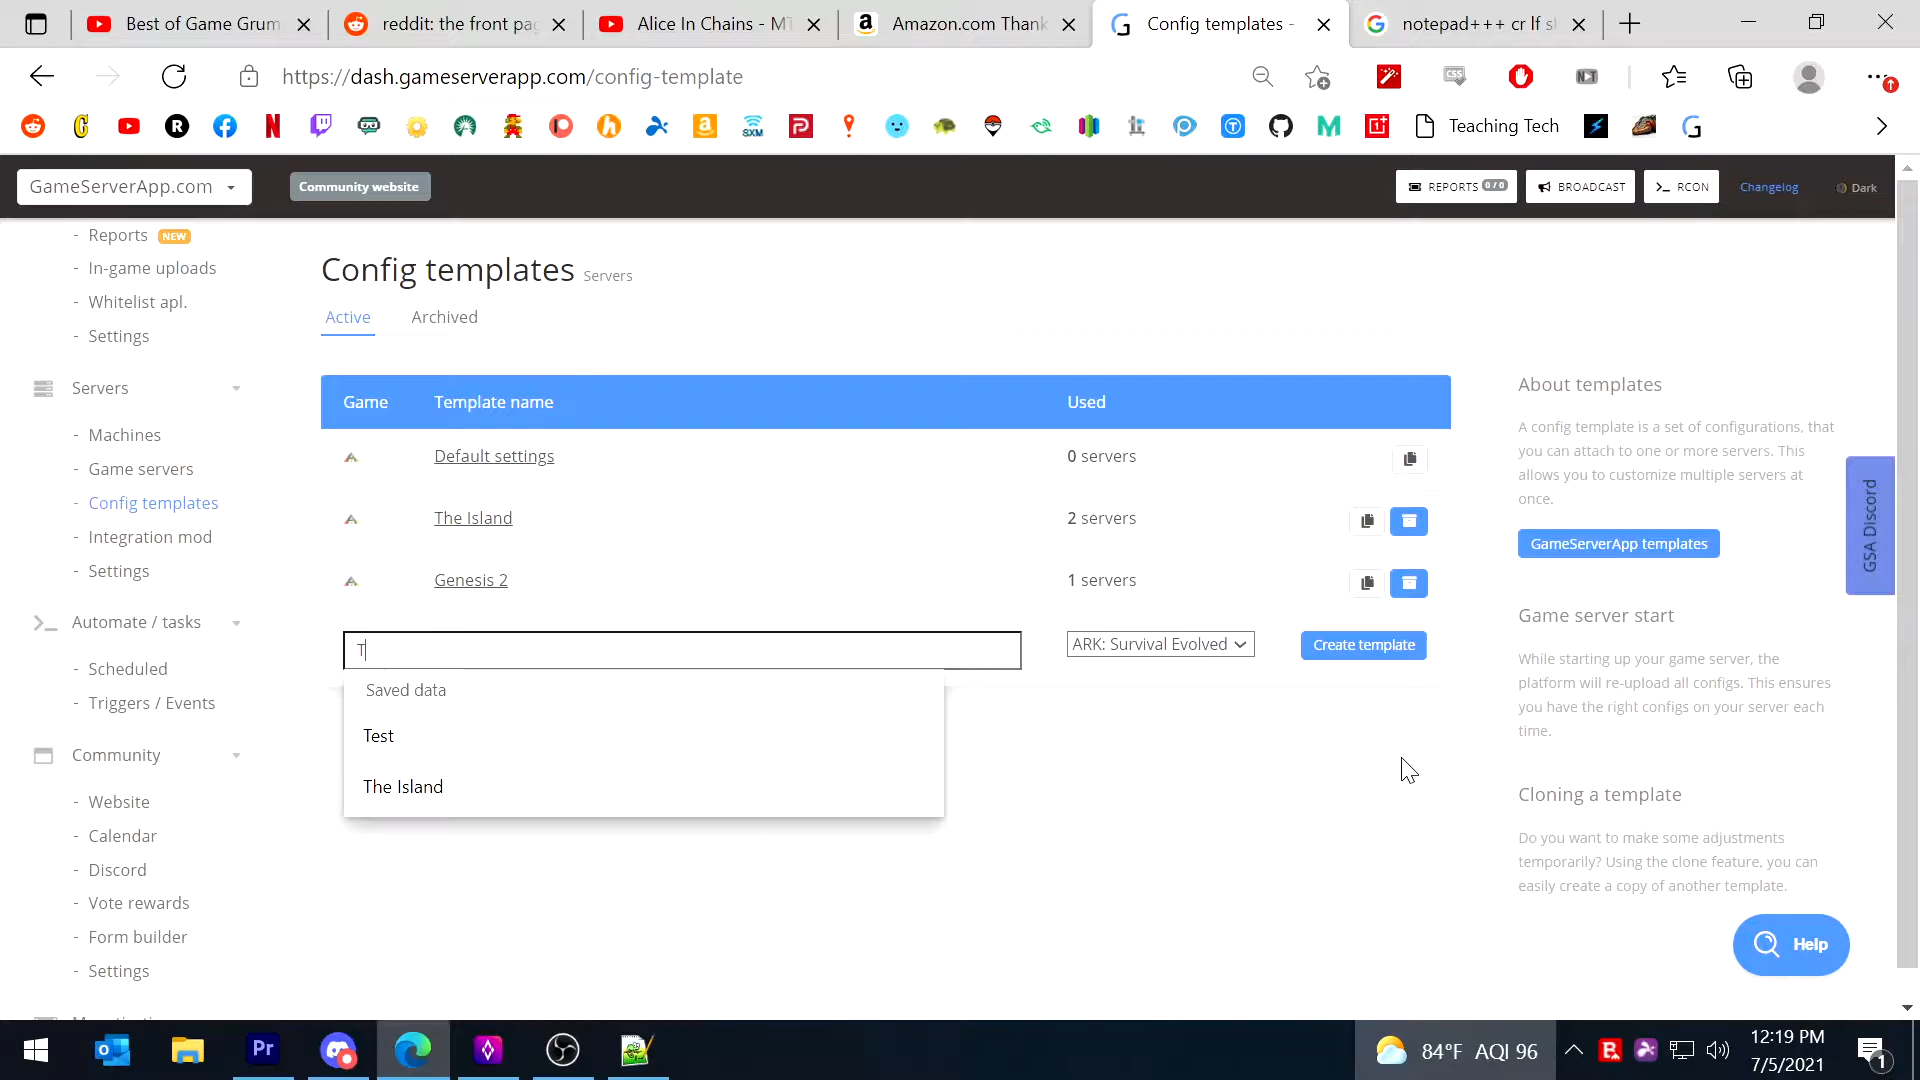 Best of Game Grum
reddit: the front pag
Alice In Chains - MT
Amazon.com Thank
Config templates -
notepad+++ cr lf s
https://dash.gameserverapp.com/config-template
Teaching Tech
GameServerApp.com
Community website
REPORTS 0 / 0
BROADCAST
RCON
Changelog
Dark
- Reports NEW
- In-game uploads
- Whitelist apl.
- Settings
Servers
- Machines
- Game servers
- Config templates
- Integration mod
- Settings
Automate / tasks
- Scheduled
- Triggers / Events
Community
- Website
- Calendar
- Discord
- Vote rewards
- Form builder
- Settings
Config templates Servers
Active Archived
Game Template name Used
Default settings 0 servers
The Island 2 servers
Genesis 2 1 servers
T
ARK: Survival Evolved
Create template
Saved data
Test
The Island
About templates
A config template is a set of configurations, that
you can attach to one or more servers. This
allows you to customize multiple servers at
once.
GameServerApp templates
Game server start
While starting up your game server, the
platform will re-upload all configs. This ensures
you have the right configs on your server each
time.
Cloning a template
Do you want to make some adjustments
temporarily? Using the clone feature, you can
easily create a copy of another template.
GSA Discord
Help
84°F AQI 96
12:19 PM
7/5/2021
1